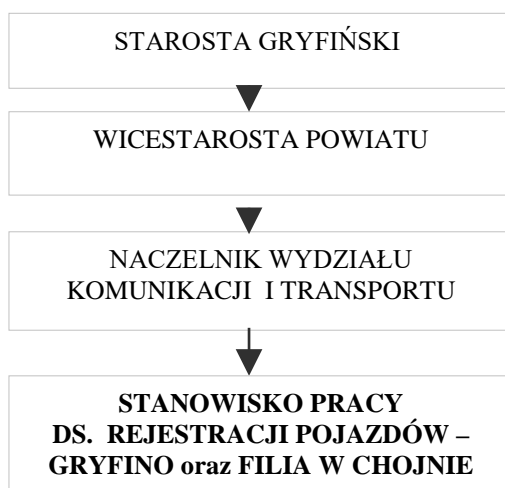 STAROSTA GRYFIŃSKI
WICESTAROSTA POWIATU
NACZELNIK WYDZIAŁU
KOMUNIKACJI I TRANSPORTU
STANOWISKO PRACY
DS. REJESTRACJI POJAZDÓW –
GRYFINO oraz FILIA W CHOJNIE